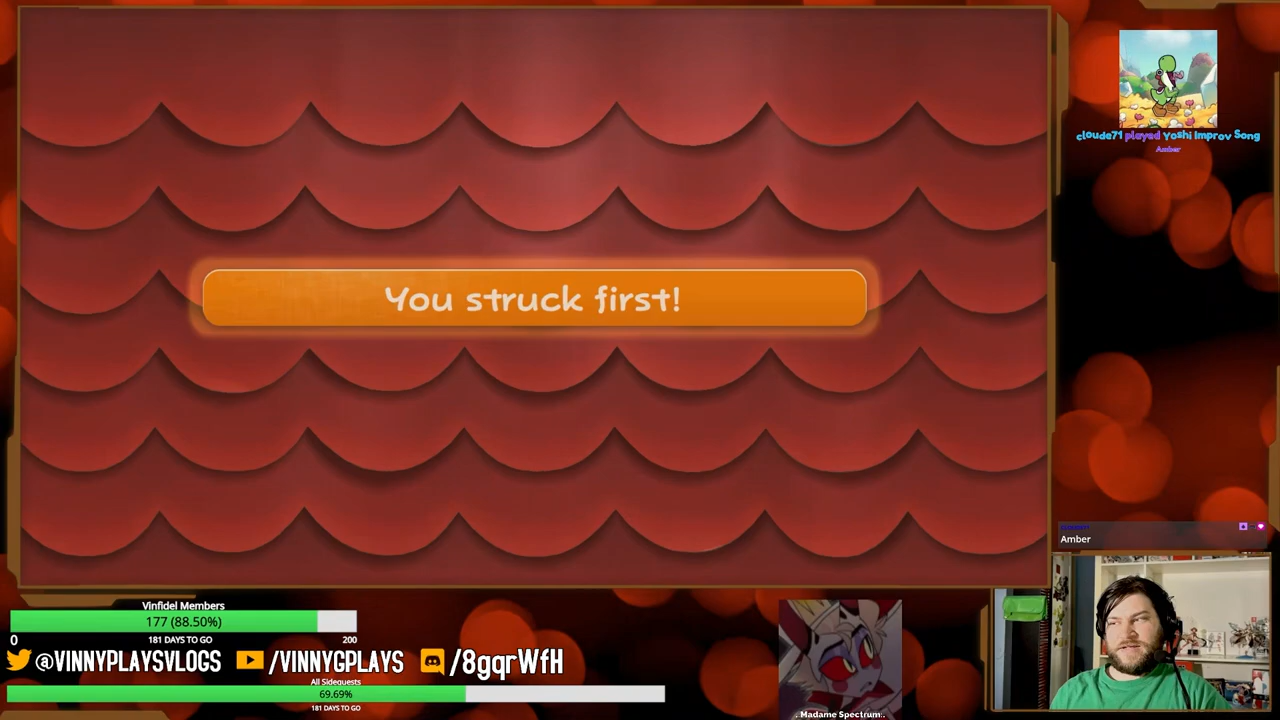 You struck first!
cloude71 played Yoshi Improv Song
Amber
Amber
Vinfidel Members
177 (88.50%)
0
181 DAYS TO GO
200
@VINNYPLAYSVLOGS
/VINNYGPLAYS
/8gqrWfH
All Sidequests
69.69%
181 DAYS TO GO
. Madame Spectrum:.